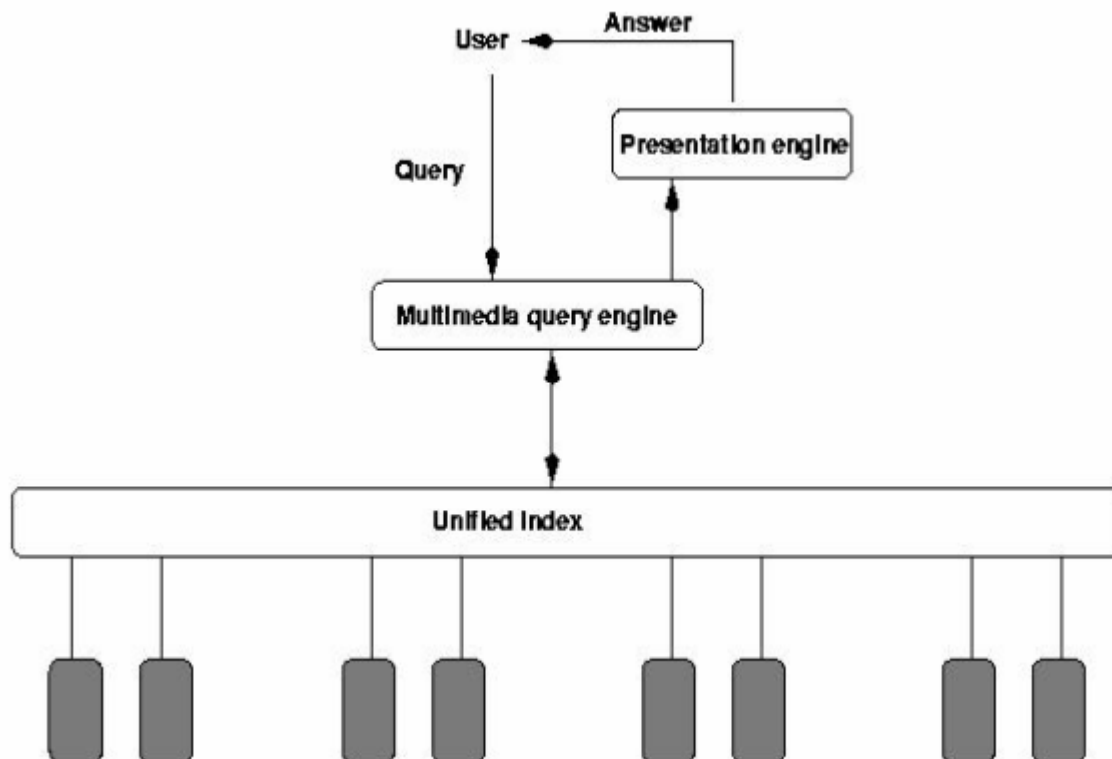 Answer
User
Presentation engine
Query
Multimedia query engine
Unified index